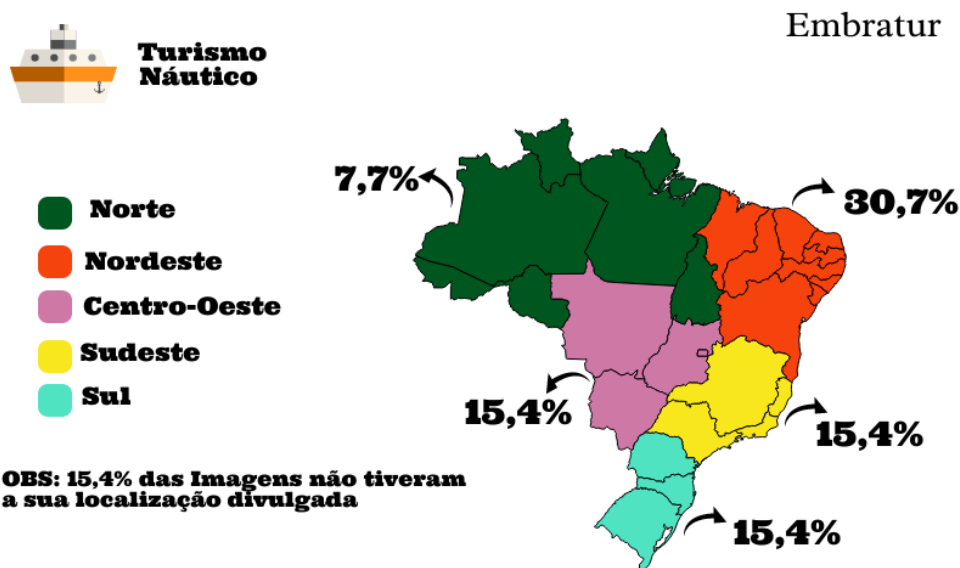 Embratur
Turismo
Náutico
7,7%
30,7%
Norte
Nordeste
Centro-Oeste
Sudeste
Sul
15,4%
15,4%
OBS: 15,4% das Imagens não tiveram
a sua localização divulgada
15,4%